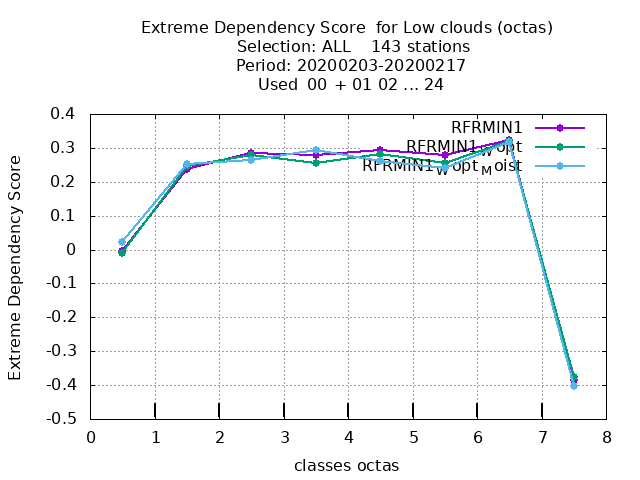 Extreme Dependency Score  for Low clouds (octas)
Selection: ALL    143 stations
Period: 20200203-20200217
Used  00  + 01 02 ... 24
RFRMIN1
RFRMIN1wopt
RFRMIN1wopt_Moist
Extreme Dependency Score
0.4
0.3
0.2
0.1
0
-0.1
-0.2
-0.3
-0.4
-0.5
0 1 2 3 4 5 6 7 8
classes octas